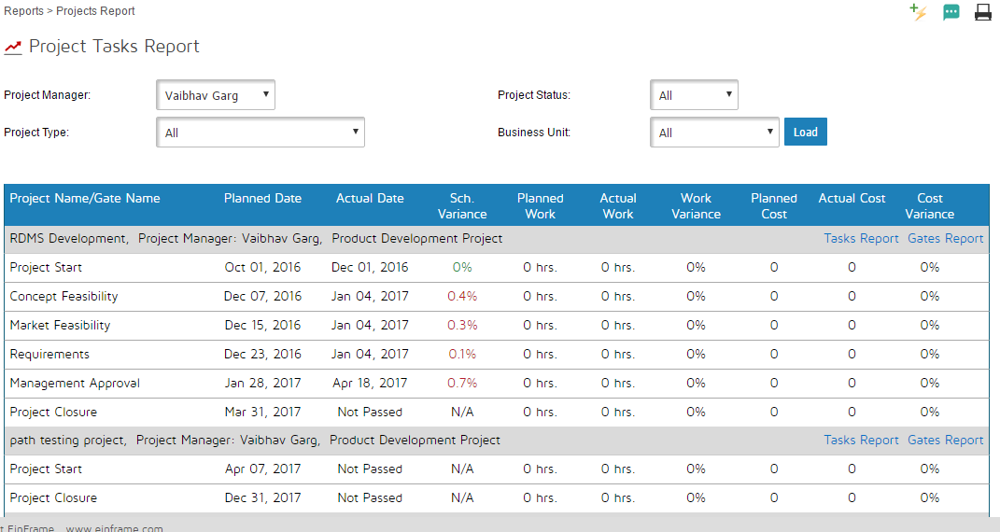 Reports > Projects Report
Project Tasks Report
Project Manager: Vaibhav Garg Project Status: All
Project Type: All Business Unit: All Load
Project Name/Gate Name Planned Date Actual Date Sch. Variance Planned Work Actual Work Work Variance Planned Cost Actual Cost Cost Variance
RDMS Development, Project Manager: Vaibhav Garg, Product Development Project Tasks Report Gates Report
Project Start Oct 01, 2016 Dec 01, 2016 0% 0 hrs. 0 hrs. 0% 0 0 0%
Concept Feasibility Dec 07, 2016 Jan 04, 2017 0.4% 0 hrs. 0 hrs. 0% 0 0 0%
Market Feasibility Dec 15, 2016 Jan 04, 2017 0.3% 0 hrs. 0 hrs. 0% 0 0 0%
Requirements Dec 23, 2016 Jan 04, 2017 0.1% 0 hrs. 0 hrs. 0% 0 0 0%
Management Approval Jan 28, 2017 Apr 18, 2017 0.7% 0 hrs. 0 hrs. 0% 0 0 0%
Project Closure Mar 31, 2017 Not Passed N/A 0 hrs. 0 hrs. 0% 0 0 0%
path testing project, Project Manager: Vaibhav Garg, Product Development Project Tasks Report Gates Report
Project Start Apr 07, 2017 Not Passed N/A 0 hrs. 0 hrs. 0% 0 0 0%
Project Closure Dec 31, 2017 Not Passed N/A 0 hrs. 0 hrs. 0% 0 0 0%
t EinFrame www.einframe.com